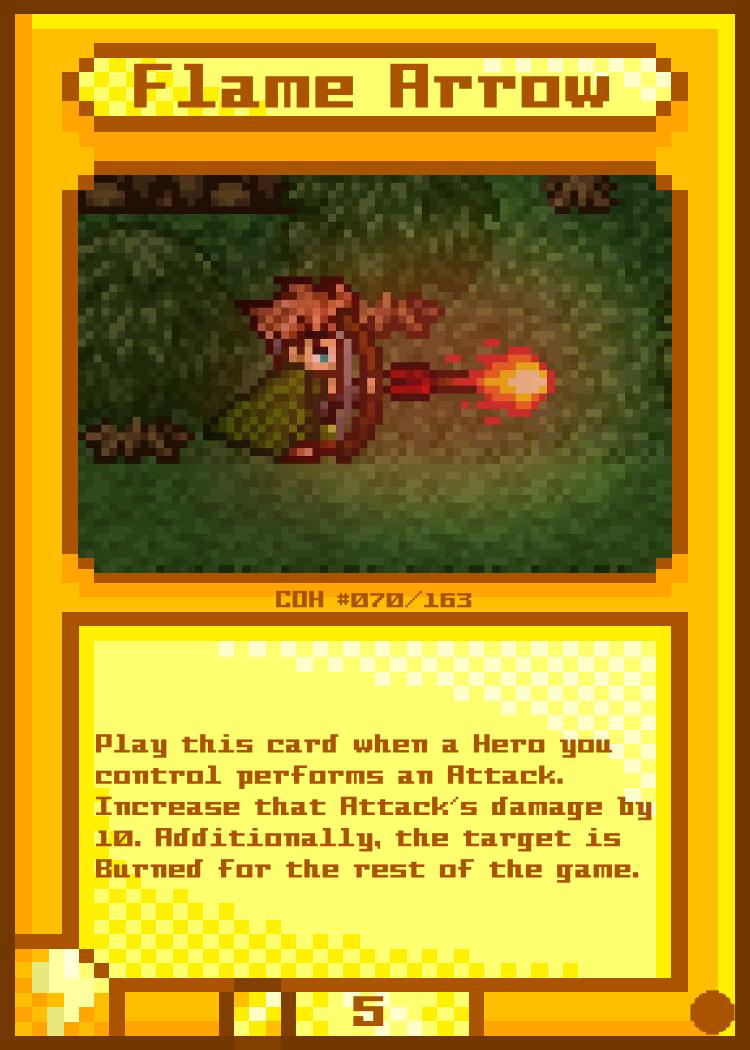 Flame Arrow
COH #070/163
Play this card when a Hero you
control performs an Attack.
Increase that Attack's damage by
10. Additionally, the target is
Burned for the rest of the game.
5